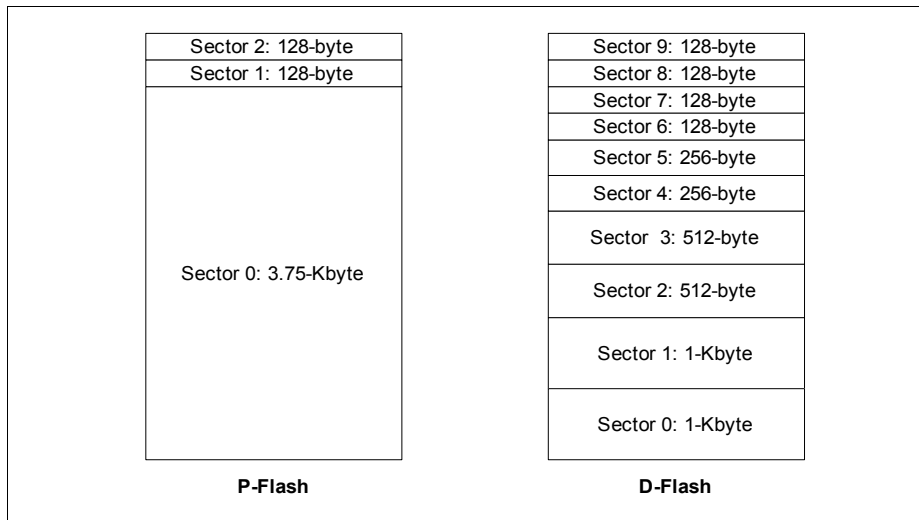 Sector 2: 128-byte
Sector 1: 128-byte
Sector 0: 3.75-Kbyte
P-Flash
Sector 9: 128-byte
Sector 8: 128-byte
Sector 7: 128-byte
Sector 6: 128-byte
Sector 5: 256-byte
Sector 4: 256-byte
Sector 3: 512-byte
Sector 2: 512-byte
Sector 1: 1-Kbyte
Sector 0: 1-Kbyte
D-Flash